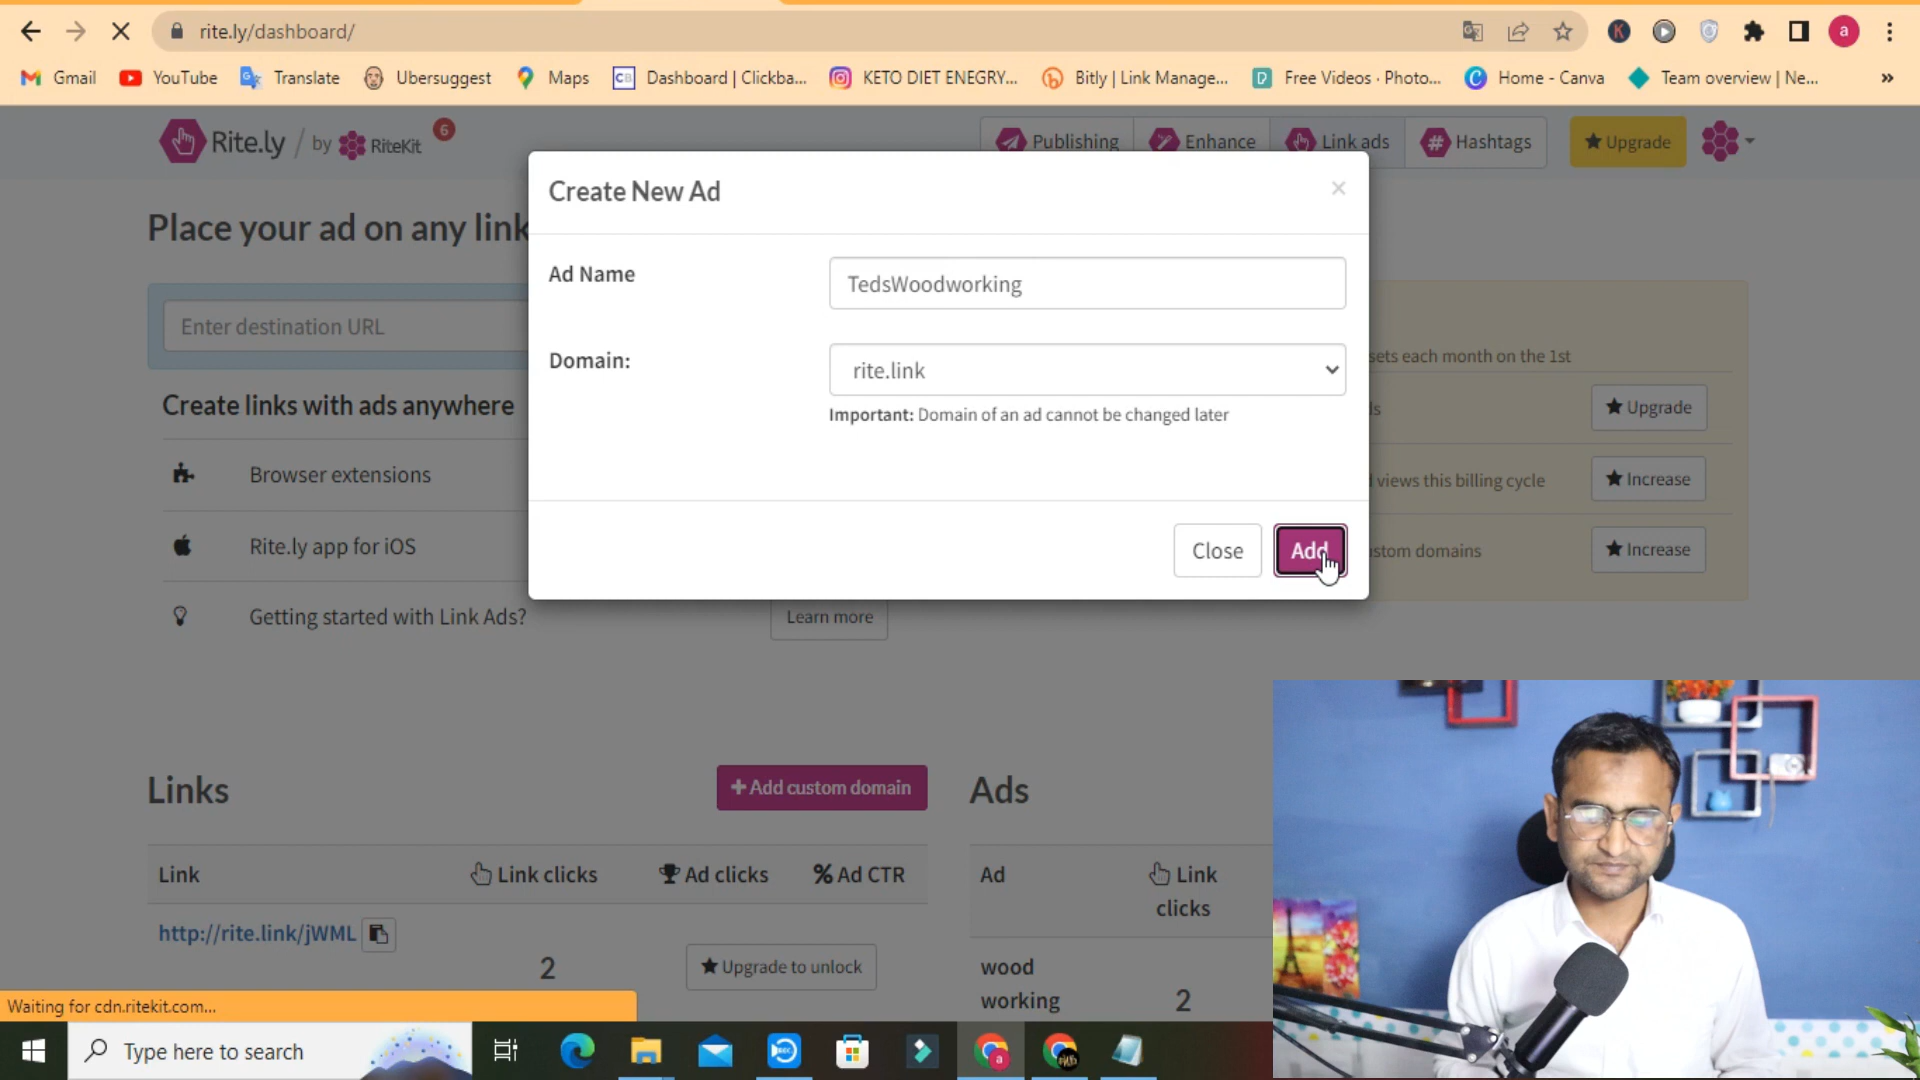 rite.ly/dashboard/
K
a
Gmail
YouTube
Translate
Ubersuggest
Maps
CB Dashboard | Clickba...
KETO DIET ENEGRY...
Bitly | Link Manage...
Free Videos · Photo...
Home - Canva
Team overview | Ne...
»
Rite.ly / by RiteKit 6
Publishing
Enhance
Link ads
# Hashtags
Upgrade
Place your ad on any link
Create New Ad
×
Ad Name
TedsWoodworking
Domain:
rite.link
Important: Domain of an ad cannot be changed later
Close
Add
Enter destination URL
Create links with ads anywhere
Browser extensions
Rite.ly app for iOS
Getting started with Link Ads?
Learn more
sets each month on the 1st
Upgrade
views this billing cycle
Increase
stom domains
Increase
Links
+ Add custom domain
Link
Link clicks
Ad clicks
% Ad CTR
http://rite.link/jWML
2
Upgrade to unlock
Ads
Ad
Link
clicks
wood
working
2
Waiting for cdn.ritekit.com...
Type here to search